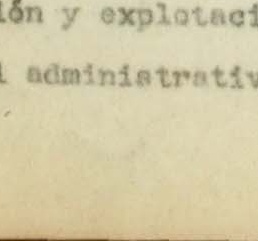 ión y explotaci
l administrativ